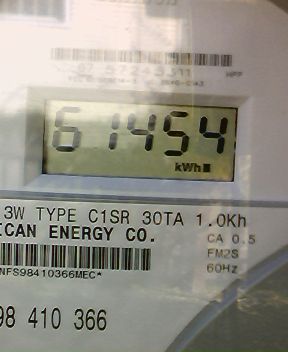 61454
kWh
3W TYPE C1SR 30TA 1.0Kh
ICAN ENERGY CO.
CA 0.5
FM2S
60Hz
NFS98410366MEC*
98 410 366